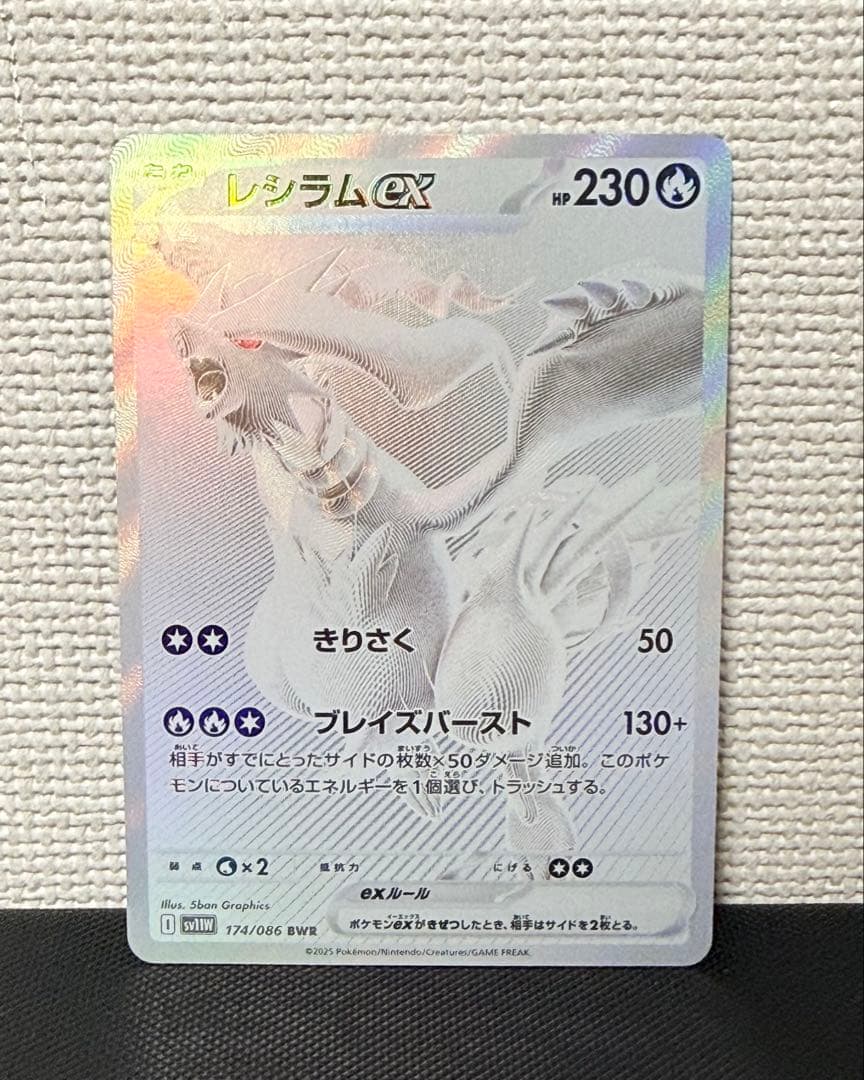 たね
レシラムex
HP230
きりさく 50
ブレイズバースト 130+
相手がすでにとったサイドの枚数×50ダメージ追加。このポケ
モンについているエネルギーを1個選び、トラッシュする。
弱点 ×2 抵抗力 にげる
exルール
ポケモンexがきぜつしたとき、相手はサイドを2枚とる。
Illus. 5ban Graphics
I sv11W 174/086 BWR
©2025 Pokémon/Nintendo/Creatures/GAME FREAK